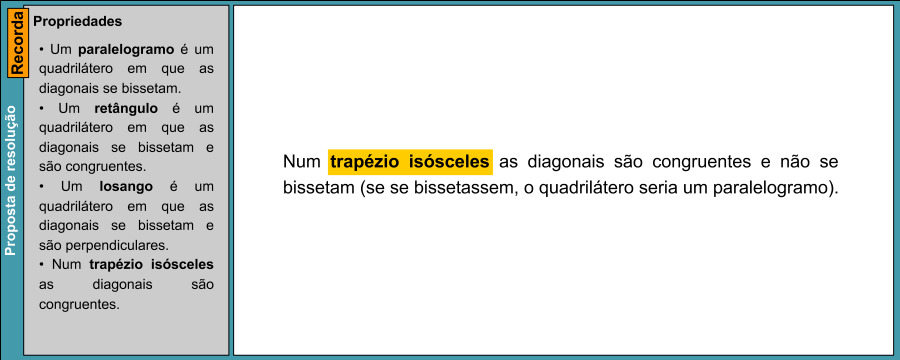 Recorda
Proposta de resolução
Propriedades
• Um paralelogramo é um
quadrilátero em que as
diagonais se bissetam.
• Um retângulo é um
quadrilátero em que as
diagonais se bissetam e
são congruentes.
• Um losango é um
quadrilátero em que as
diagonais se bissetam e
são perpendiculares.
• Num trapézio isósceles
as diagonais são
congruentes.
Num trapézio isósceles as diagonais são congruentes e não se
bissetam (se se bissetassem, o quadrilátero seria um paralelogramo).